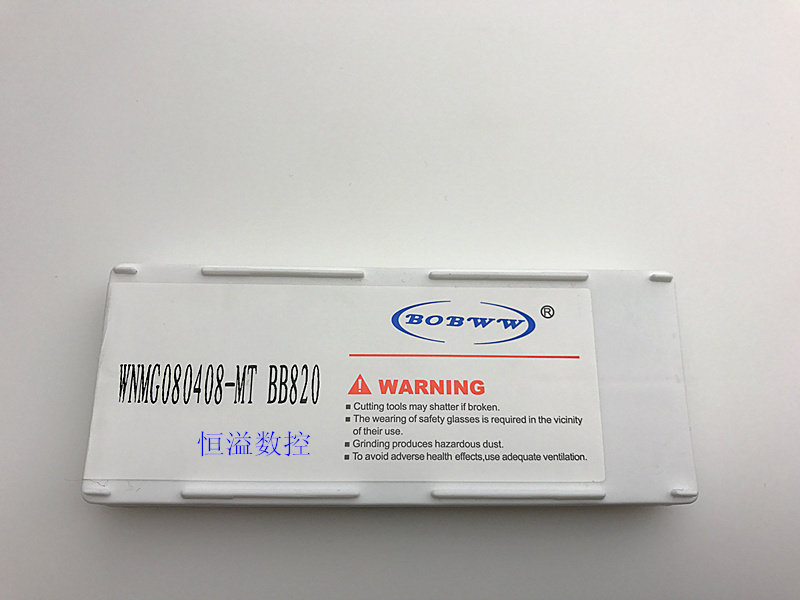 BOBWW®
WNMG080408-MT BB820
恒溢数控
WARNING
■ Cutting tools may shatter if broken.
■ The wearing of safety glasses is required in the vicinity
of their use.
■ Grinding produces hazardous dust.
■ To avoid adverse health effects,use adequate ventilation.